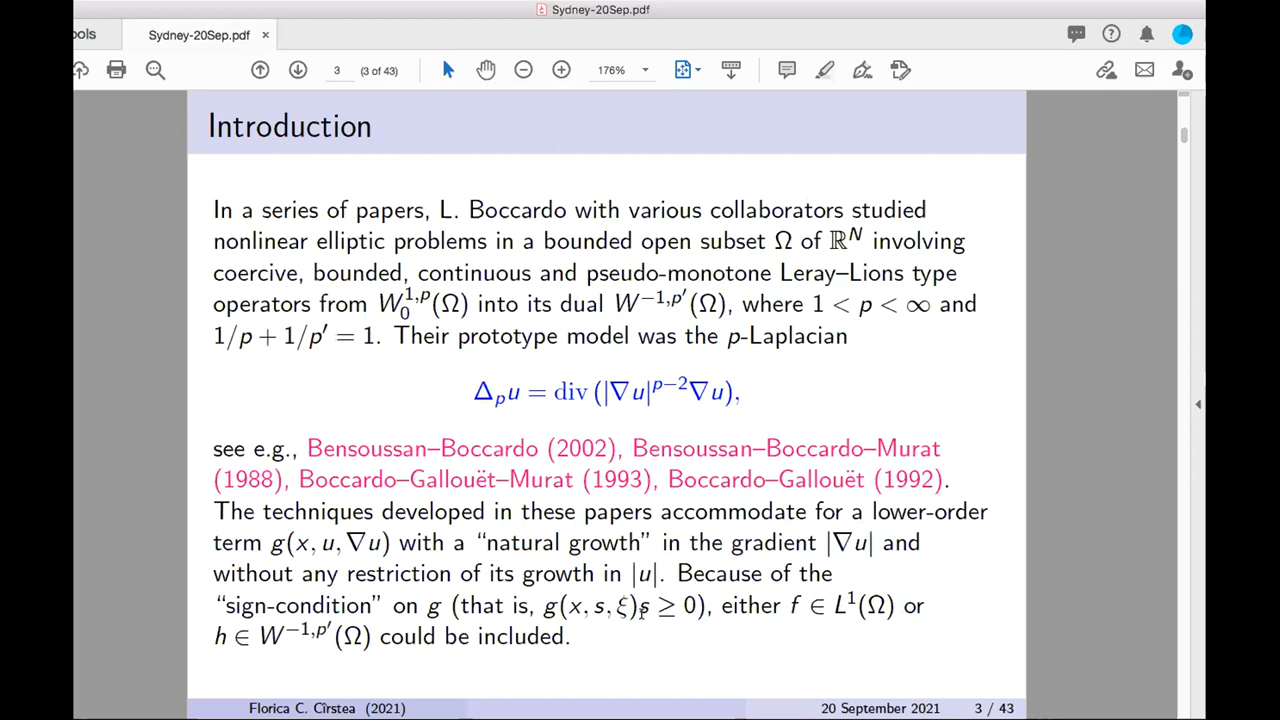 Sydney-20Sep.pdf
ools
Sydney-20Sep.pdf ×
3 (3 of 43) 176%
Introduction
In a series of papers, L. Boccardo with various collaborators studied
nonlinear elliptic problems in a bounded open subset Ω of ℝᴺ involving
coercive, bounded, continuous and pseudo-monotone Leray–Lions type
operators from W₀^{1,p}(Ω) into its dual W^{−1,p′}(Ω), where 1 < p < ∞ and
1/p + 1/p′ = 1. Their prototype model was the p-Laplacian
Δₚu = div (|∇u|^{p−2}∇u),
see e.g., Bensoussan–Boccardo (2002), Bensoussan–Boccardo–Murat
(1988), Boccardo–Gallouët–Murat (1993), Boccardo–Gallouët (1992).
The techniques developed in these papers accommodate for a lower-order
term g(x, u, ∇u) with a “natural growth” in the gradient |∇u| and
without any restriction of its growth in |u|. Because of the
“sign-condition” on g (that is, g(x, s, ξ)s ≥ 0), either f ∈ L¹(Ω) or
h ∈ W^{−1,p′}(Ω) could be included.
Florica C. Cîrstea (2021) 20 September 2021 3 / 43